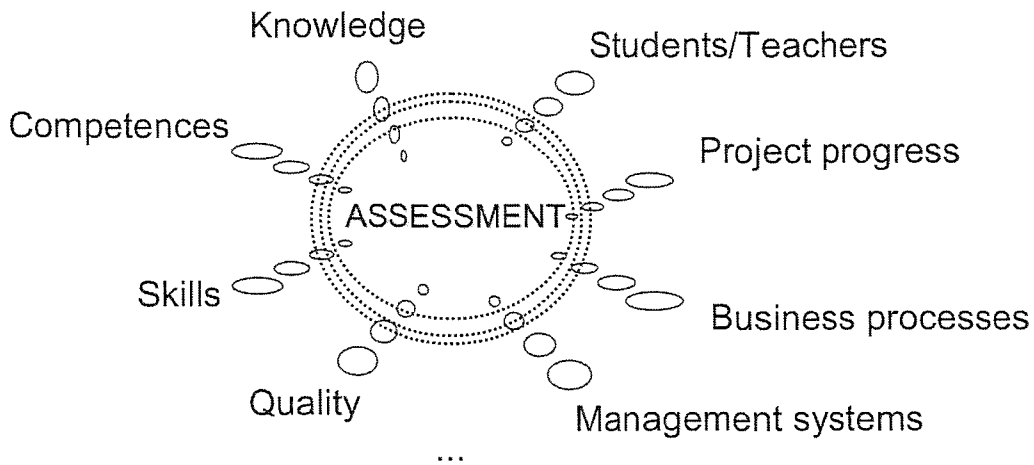 Knowledge
Students/Teachers
Competences
Project progress
ASSESSMENT
Skills
Business processes
Quality
Management systems
...